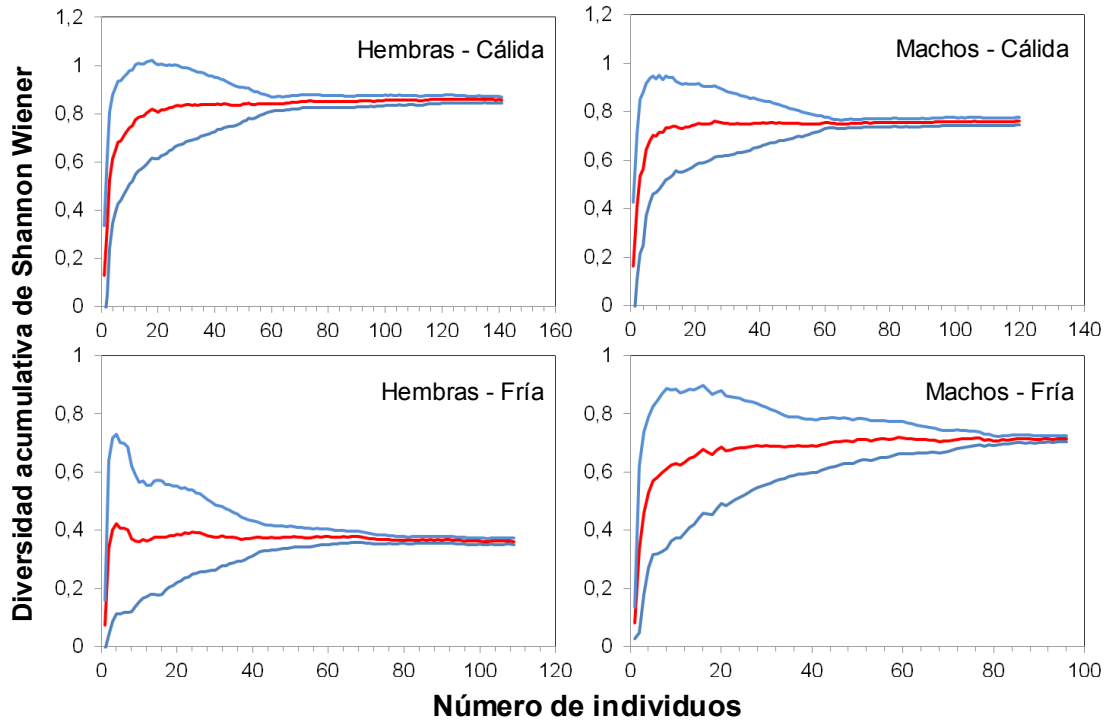 Diversidad acumulativa de Shannon Wiener
1,2
1
0,8
0,6
0,4
0,2
0
0 20 40 60 80 100 120 140 160
Hembras - Cálida
1,2
1
0,8
0,6
0,4
0,2
0
0 20 40 60 80 100 120 140
Machos - Cálida
1
0,8
0,6
0,4
0,2
0
0 20 40 60 80 100 120
Hembras - Fría
1
0,8
0,6
0,4
0,2
0
0 20 40 60 80 100
Machos - Fría
Número de individuos